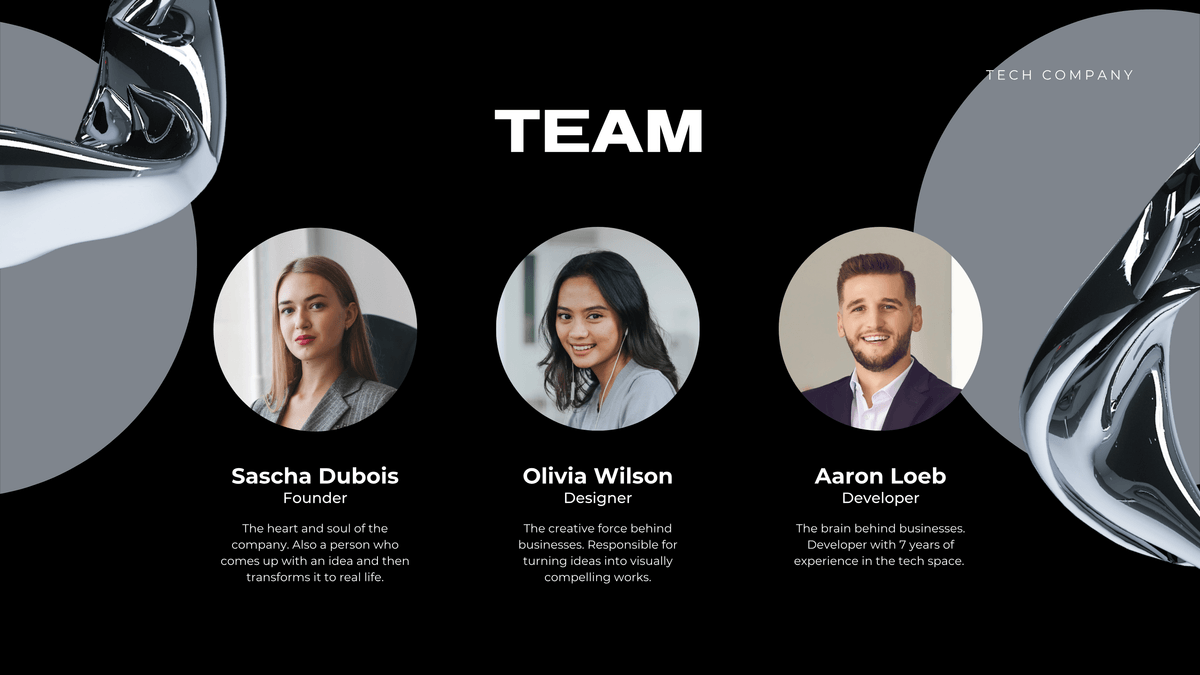 TECH COMPANY
TEAM
Sascha Dubois
Founder
The heart and soul of the
company. Also a person who
comes up with an idea and then
transforms it to real life.
Olivia Wilson
Designer
The creative force behind
businesses. Responsible for
turning ideas into visually
compelling works.
Aaron Loeb
Developer
The brain behind businesses.
Developer with 7 years of
experience in the tech space.